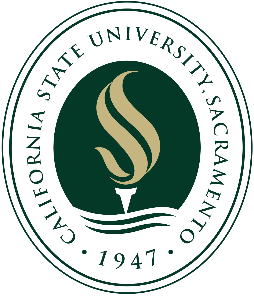 CALIFORNIA STATE UNIVERSITY, SACRAMENTO
· 1947 ·